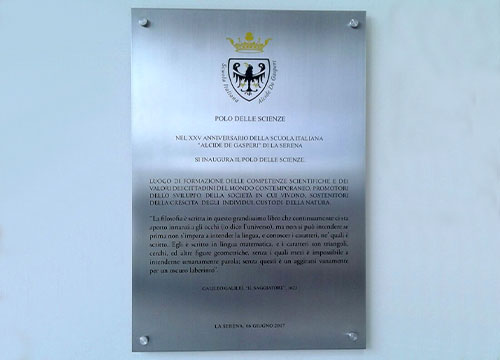 Scuola Italiana Alcide De Gasperi
POLO DELLE SCIENZE
NEL XXV ANNIVERSARIO DELLA SCUOLA ITALIANA
"ALCIDE DE GASPERI" DI LA SERENA
SI INAUGURA IL POLO DELLE SCIENZE.
LUOGO DI FORMAZIONE DELLE COMPETENZE SCIENTIFICHE E DEI
VALORI DEI CITTADINI DEL MONDO CONTEMPORANEO, PROMOTORI
DELLO SVILUPPO DELLA SOCIETÀ IN CUI VIVONO, SOSTENITORI
DELLA CRESCITA DEGLI INDIVIDUI, CUSTODI DELLA NATURA.
"La filosofia è scritta in questo grandissimo libro che continuamente ci sta
aperto innanzi a gli occhi (io dico l'universo), ma non si può intendere se
prima non s'impara a intender la lingua, e conoscer i caratteri, ne' quali è
scritto. Egli è scritto in lingua matematica, e i caratteri son triangoli,
cerchi, ed altre figure geometriche, senza i quali mezi è impossibile a
intenderne umanamente parola; senza questi è un aggirarsi vanamente
per un oscuro laberinto".
GALILEO GALILEI, "IL SAGGIATORE",
LA SERENA, 16 GIUGNO 2017